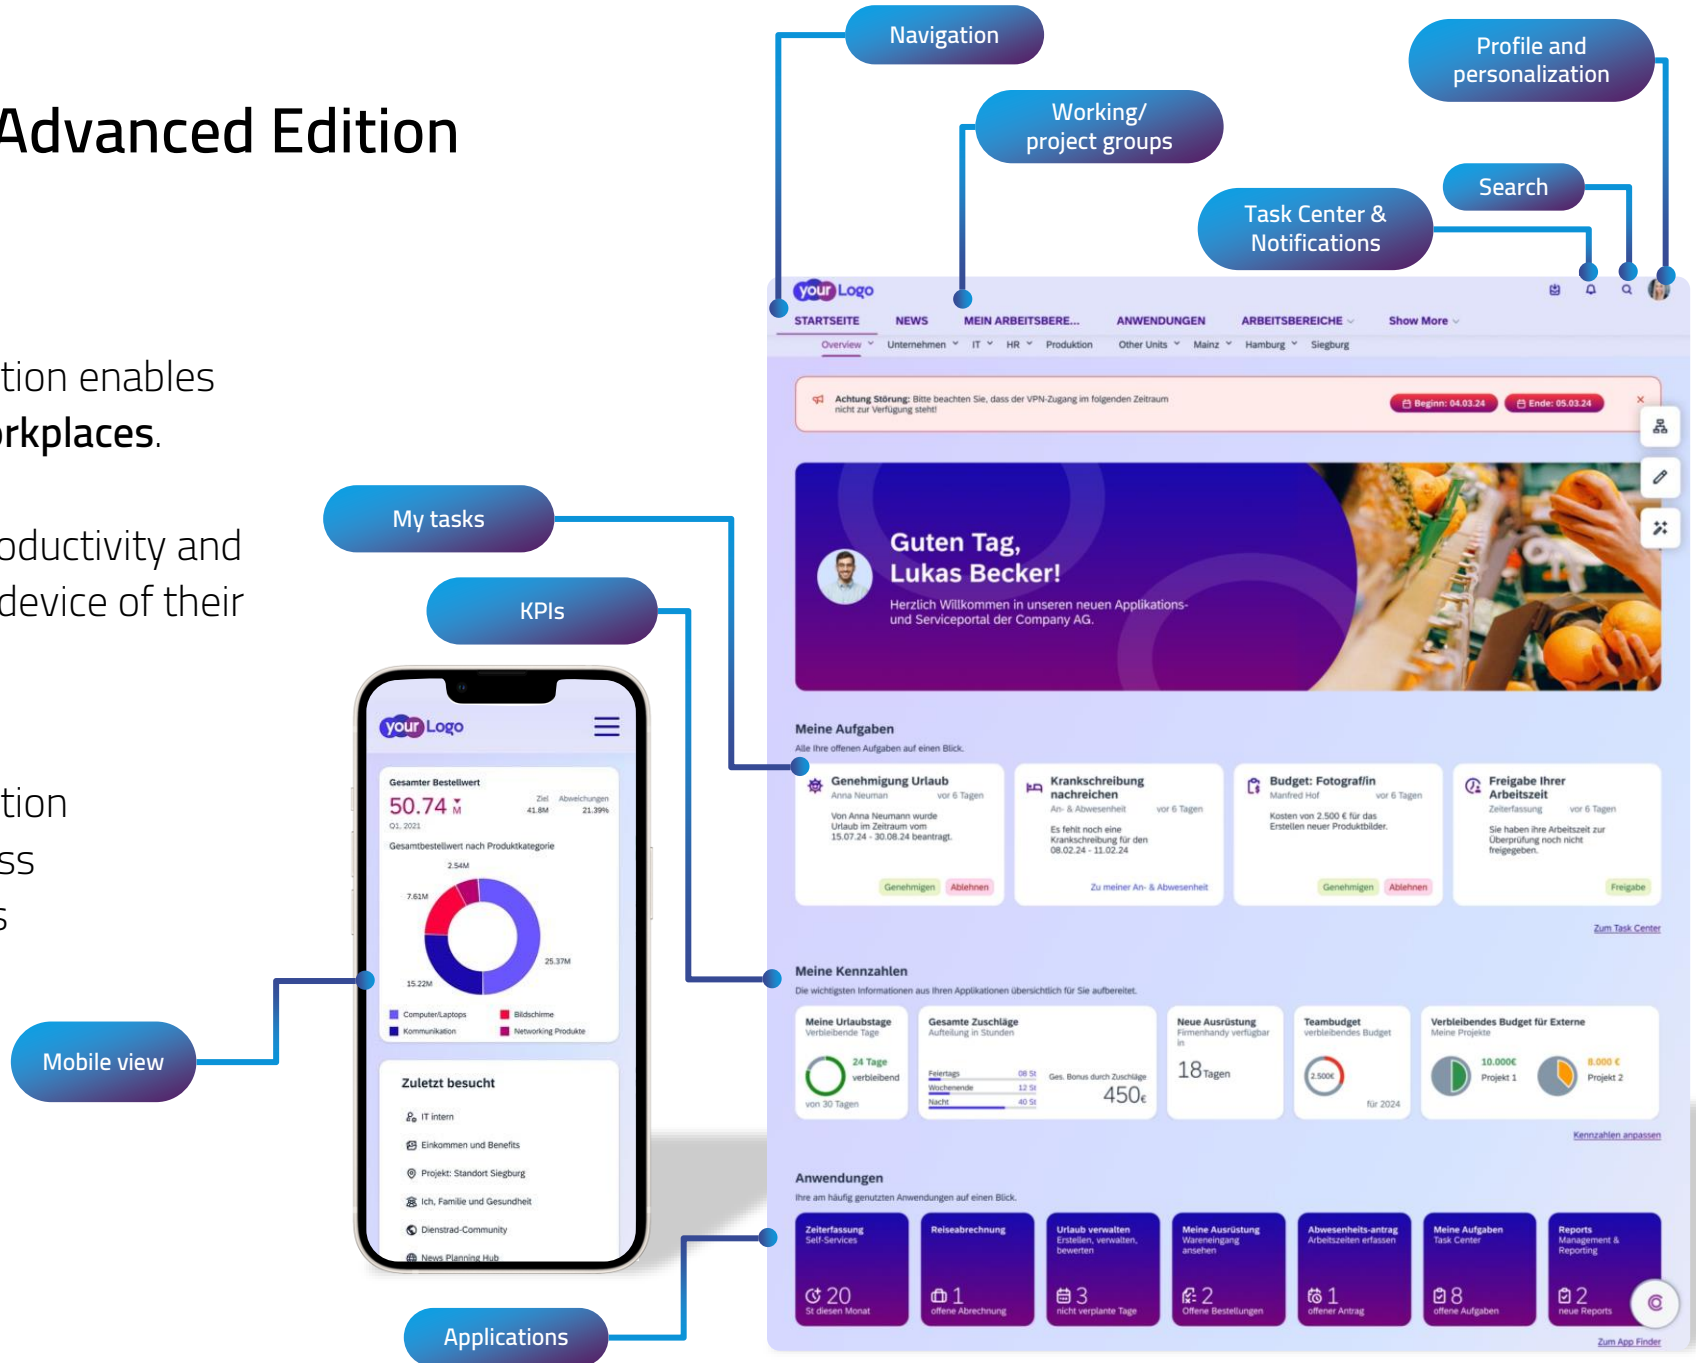 Navigation
Profile and
personalization
Working/
project groups
Search
Task Center &
Notifications
Advanced Edition
tion enables
orkplaces.
oductivity and
device of their
tion
ss
s
My tasks
KPIs
Mobile view
Applications
your Logo
Gesamter Bestellwert
50.74 M
Ziel Abweichungen
41.8M 21.39%
Q1, 2021
Gesamtbestellwert nach Produktkategorie
2.54M
7.61M
25.37M
15.22M
Computer/Laptops Bildschirme
Kommunikation Networking Produkte
Zuletzt besucht
IT intern
Einkommen und Benefits
Projekt: Standort Siegburg
Ich, Familie und Gesundheit
Dienstrad-Community
News Planning Hub
your Logo
STARTSEITE NEWS MEIN ARBEITSBERE... ANWENDUNGEN ARBEITSBEREICHE Show More
Overview Unternehmen IT HR Produktion Other Units Mainz Hamburg Siegburg
Achtung Störung: Bitte beachten Sie, dass der VPN-Zugang im folgenden Zeitraum
nicht zur Verfügung steht!
Beginn: 04.03.24 Ende: 05.03.24
Guten Tag,
Lukas Becker!
Herzlich Willkommen in unseren neuen Applikations-
und Serviceportal der Company AG.
Meine Aufgaben
Alle Ihre offenen Aufgaben auf einen Blick.
Genehmigung Urlaub
Anna Neuman vor 6 Tagen
Von Anna Neumann wurde
Urlaub im Zeitraum vom
15.07.24 - 30.08.24 beantragt.
Genehmigen Ablehnen
Krankschreibung
nachreichen
An- & Abwesenheit vor 6 Tagen
Es fehlt noch eine
Krankschreibung für den
08.02.24 - 11.02.24
Zu meiner An- & Abwesenheit
Budget: Fotograf/in
Manfred Hof vor 6 Tagen
Kosten von 2.500 € für das
Erstellen neuer Produktbilder.
Genehmigen Ablehnen
Freigabe Ihrer
Arbeitszeit
Zeiterfassung vor 6 Tagen
Sie haben ihre Arbeitszeit zur
Überprüfung noch nicht
freigegeben.
Freigabe
Zum Task Center
Meine Kennzahlen
Die wichtigsten Informationen aus Ihren Applikationen übersichtlich für Sie aufbereitet.
Meine Urlaubstage
Verbleibende Tage
24 Tage
verbleibend
von 30 Tagen
Gesamte Zuschläge
Aufteilung in Stunden
Feiertags 08 St
Wochenende 12 St
Nacht 40 St
Ges. Bonus durch Zuschläge
450€
Neue Ausrüstung
Firmenhandy verfügbar
in
18 Tagen
Teambudget
verbleibendes Budget
2.500€
für 2024
Verbleibendes Budget für Externe
Meine Projekte
10.000€
Projekt 1
8.000 €
Projekt 2
Kennzahlen anpassen
Anwendungen
Ihre am häufig genutzten Anwendungen auf einen Blick.
Zeiterfassung
Self-Services
20
St diesen Monat
Reiseabrechnung
1
offene Abrechnung
Urlaub verwalten
Erstellen, verwalten,
bewerten
3
nicht verplante Tage
Meine Ausrüstung
Wareneingang
ansehen
2
Offene Bestellungen
Abwesenheits-antrag
Arbeitszeiten erfassen
1
offener Antrag
Meine Aufgaben
Task Center
8
offene Aufgaben
Reports
Management &
Reporting
2
neue Reports
Zum App Finder